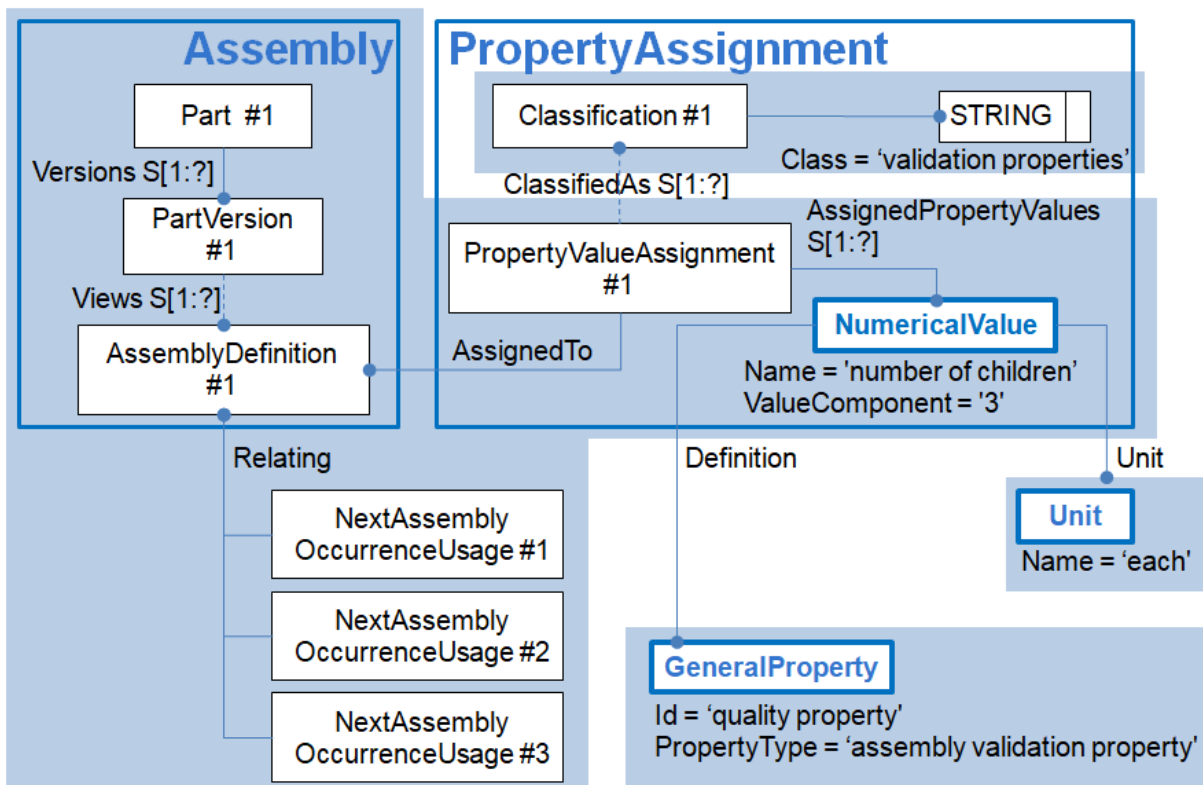 Assembly
PropertyAssignment
Part #1
Classification #1
STRING
Versions S[1:?]
Class = ‘validation properties’
ClassifiedAs S[1:?]
PartVersion
#1
AssignedPropertyValues
S[1:?]
PropertyValueAssignment
#1
Views S[1:?]
NumericalValue
AssemblyDefinition
#1
AssignedTo
Name = 'number of children’
ValueComponent = '3'
Relating
Definition
Unit
NextAssembly
OccurrenceUsage #1
Unit
Name = ‘each'
NextAssembly
OccurrenceUsage #2
GeneralProperty
Id = ‘quality property'
PropertyType = ‘assembly validation property'
NextAssembly
OccurrenceUsage #3